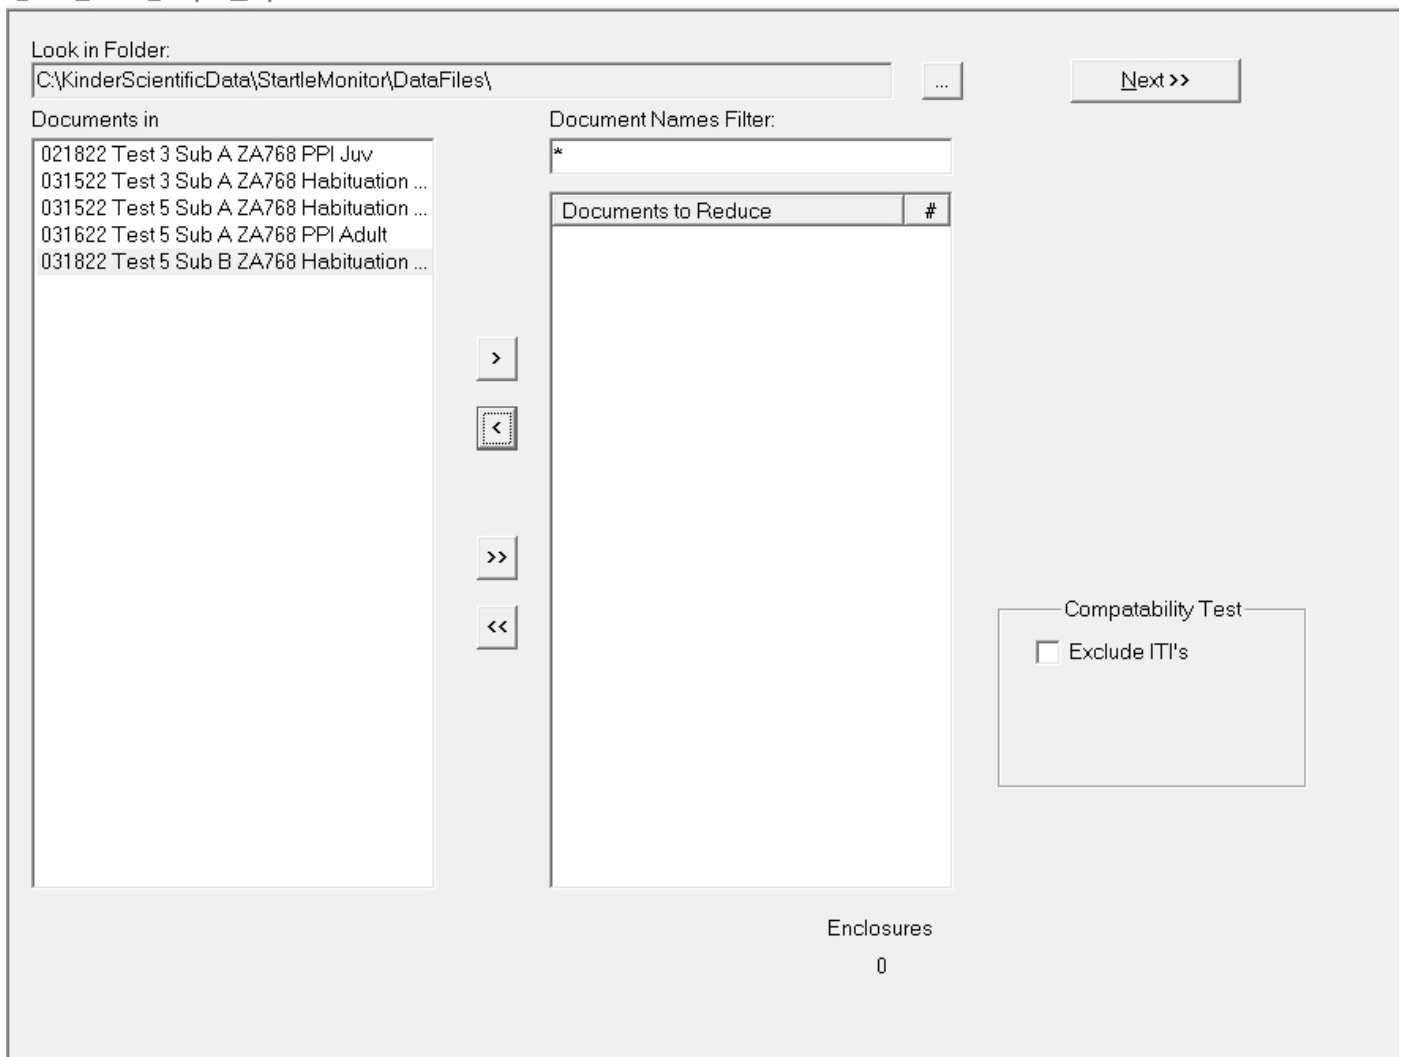 Look in Folder:
C:\KinderScientificData\StartleMonitor\DataFiles\
...
Next >>
Documents in
Document Names Filter:
021822 Test 3 Sub A ZA768 PPI Juv
031522 Test 3 Sub A ZA768 Habituation ...
031522 Test 5 Sub A ZA768 Habituation ...
031622 Test 5 Sub A ZA768 PPI Adult
031822 Test 5 Sub B ZA768 Habituation ...
*
Documents to Reduce #
>
<
>>
<<
Compatability Test
Exclude ITI's
Enclosures
0